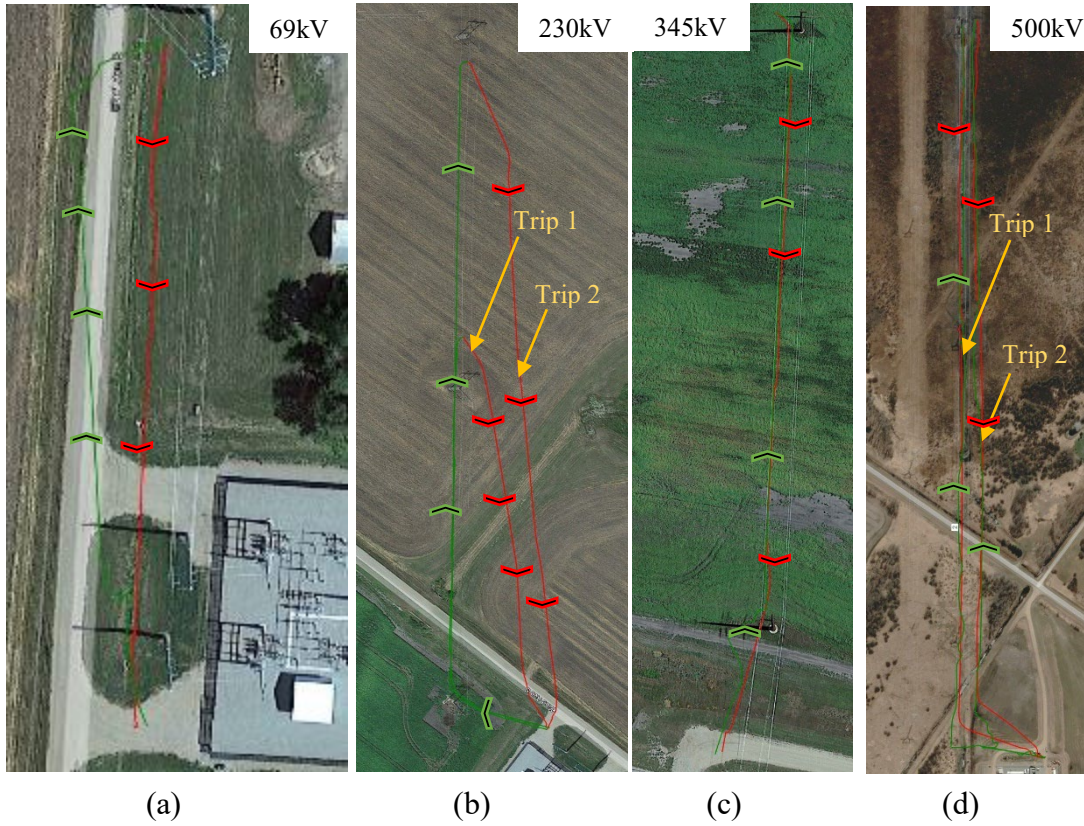 69kV
230kV
345kV
500kV
Trip 1
Trip 2
Trip 1
Trip 2
(a)
(b)
(c)
(d)